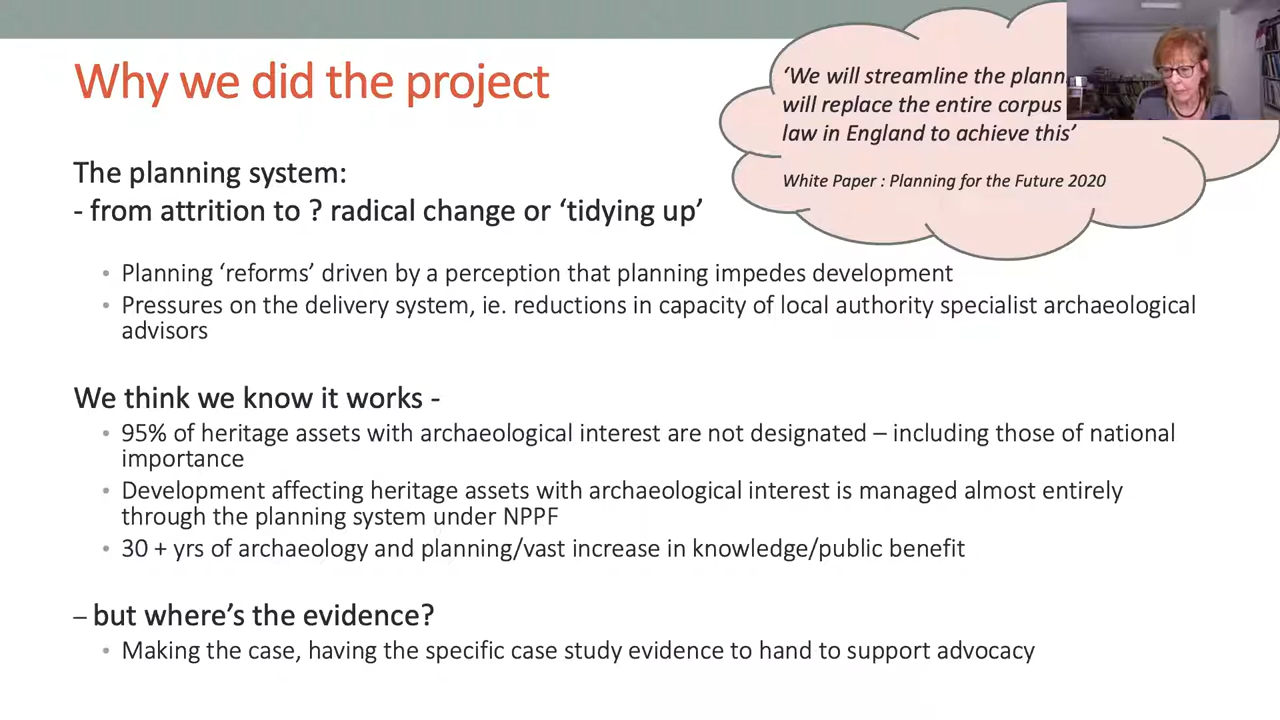 Why we did the project
‘We will streamline the plann
will replace the entire corpus
law in England to achieve this’
White Paper : Planning for the Future 2020
The planning system:
- from attrition to ? radical change or ‘tidying up’
• Planning ‘reforms’ driven by a perception that planning impedes development
• Pressures on the delivery system, ie. reductions in capacity of local authority specialist archaeological
advisors
We think we know it works -
• 95% of heritage assets with archaeological interest are not designated – including those of national
importance
• Development affecting heritage assets with archaeological interest is managed almost entirely
through the planning system under NPPF
• 30 + yrs of archaeology and planning/vast increase in knowledge/public benefit
– but where’s the evidence?
• Making the case, having the specific case study evidence to hand to support advocacy